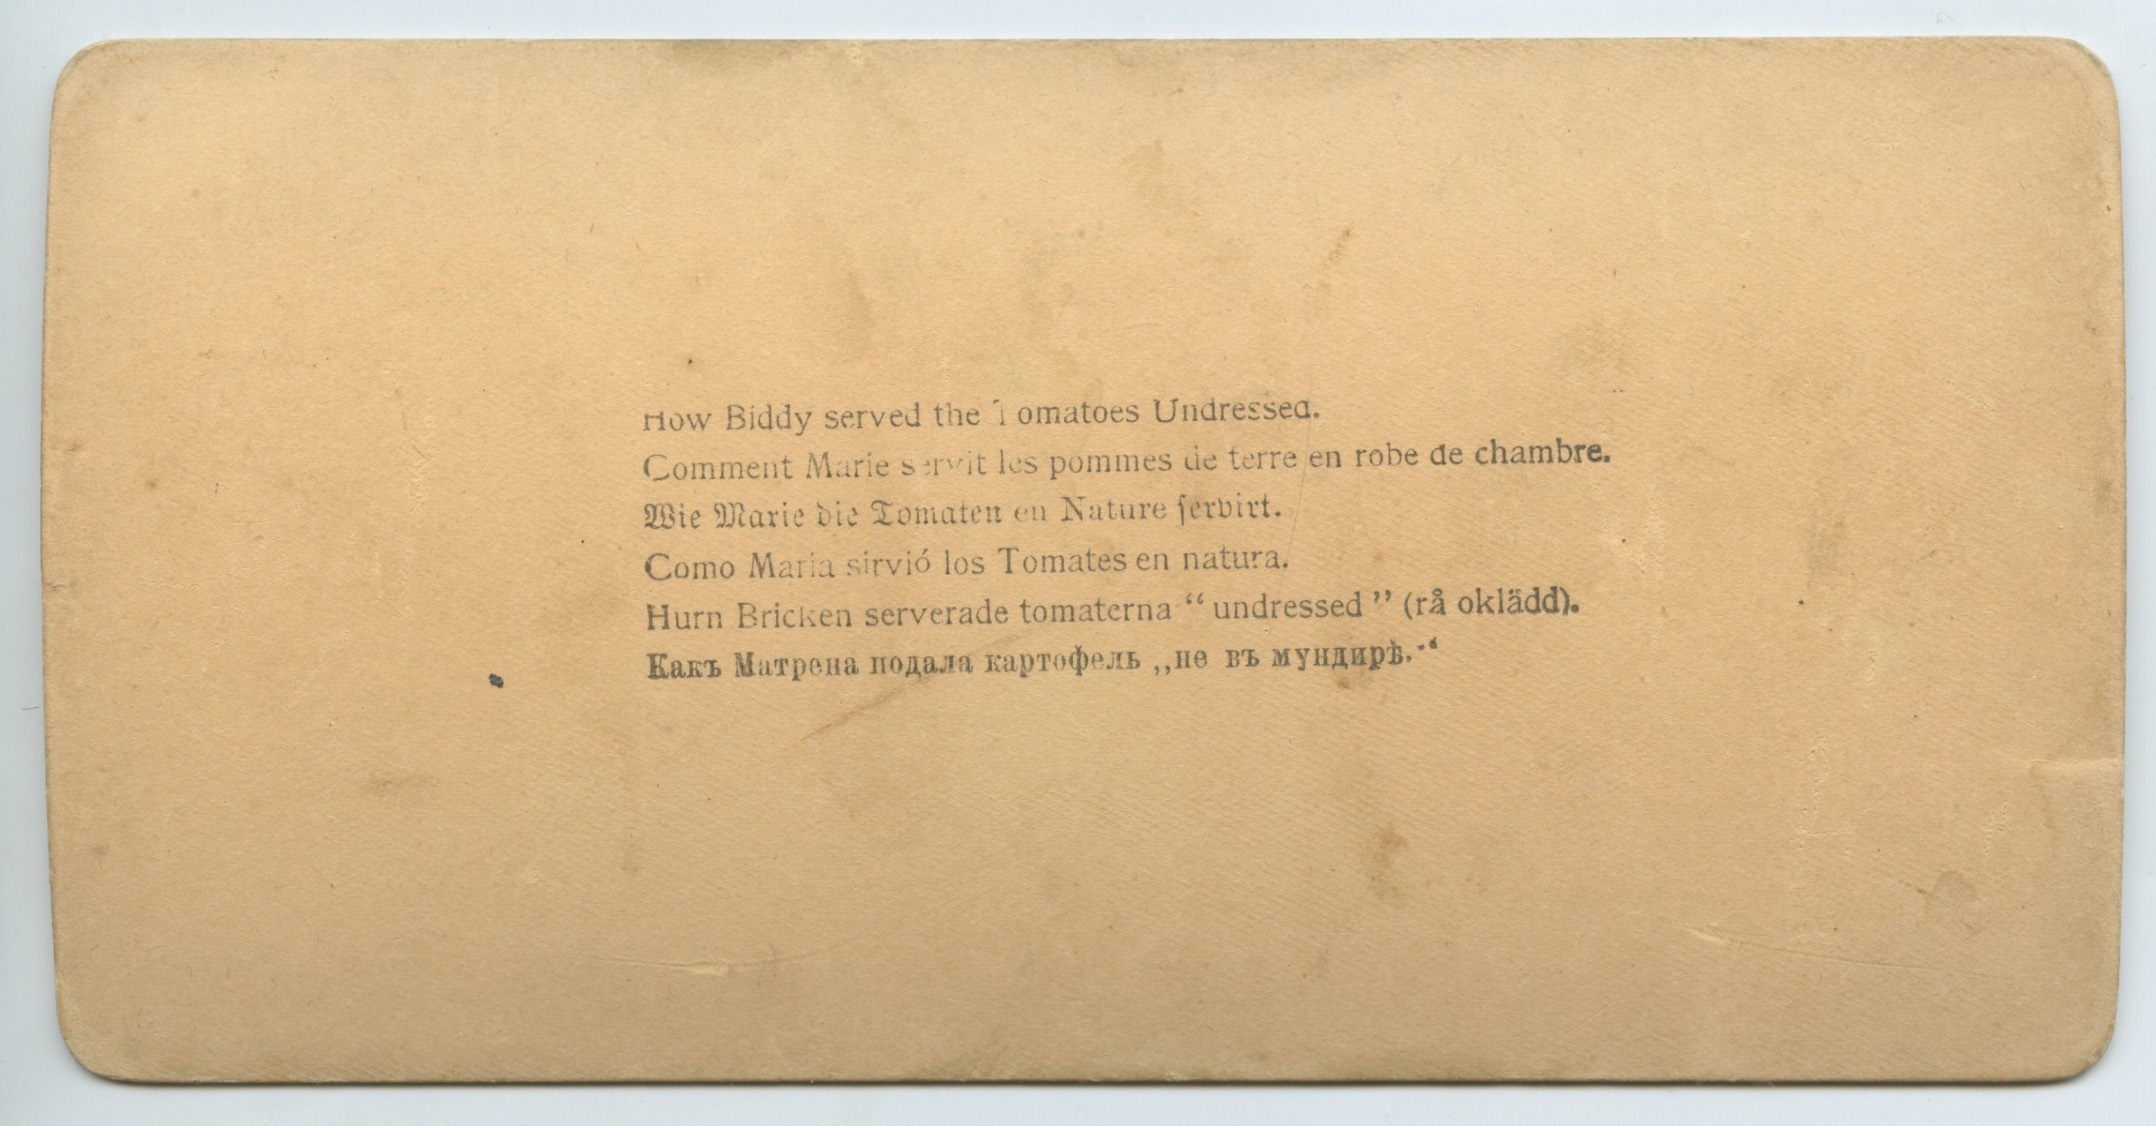 How Biddy served the Tomatoes Undressed.
Comment Marie servit les pommes de terre en robe de chambre.
Wie Marie die Tomaten en Nature servirt.
Como Maria sirvió los Tomates en natura.
Hurn Bricken serverade tomaterna “ undressed ” (rå oklädd).
Какъ Матрена подала картофель „не въ мундирѣ.“